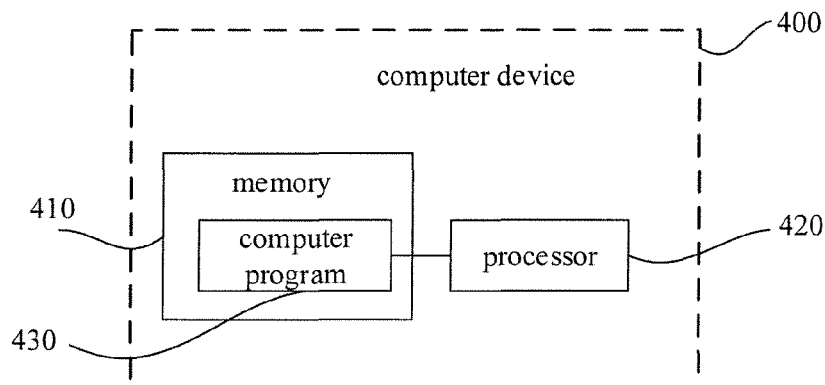 400
computer device
memory
410
computer
program
processor
420
430